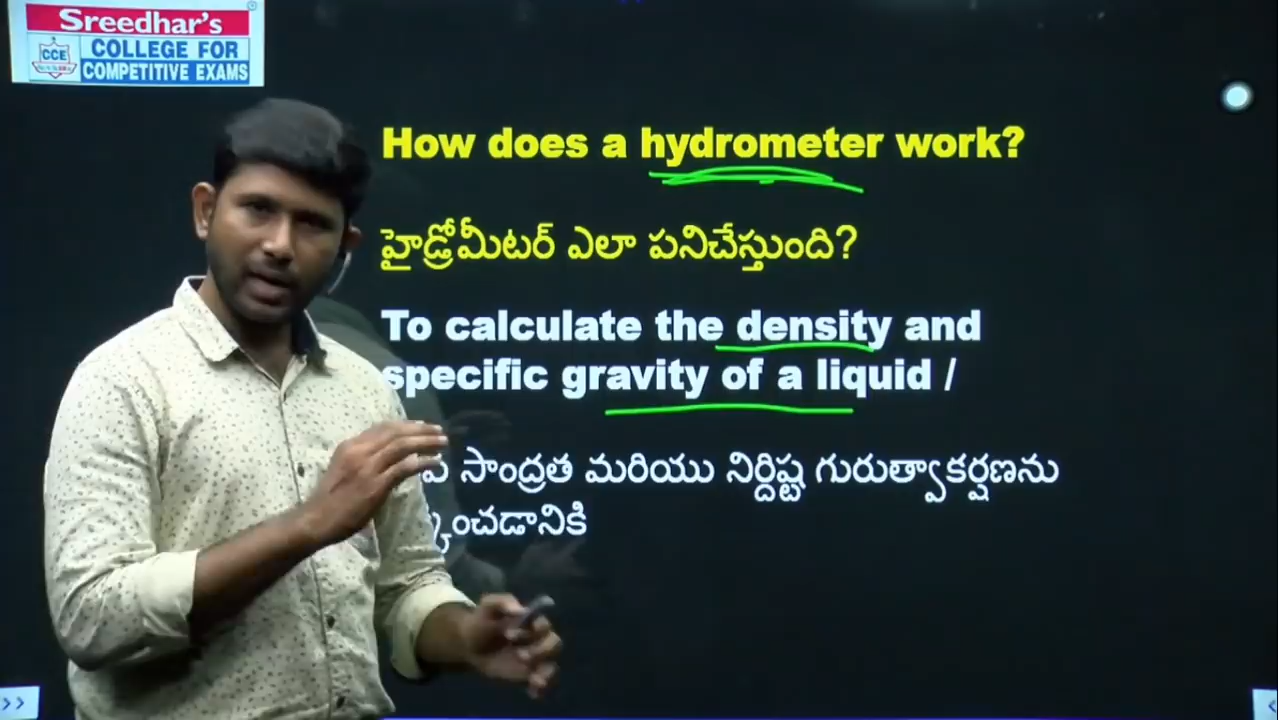 Sreedhar's
CCE
COLLEGE FOR
COMPETITIVE EXAMS
How does a hydrometer work?
హైడ్రోమీటర్ ఎలా పనిచేస్తుంది?
To calculate the density and
specific gravity of a liquid /
సాంద్రత మరియు నిర్దిష్ట గురుత్వాకర్షణను
>>
<